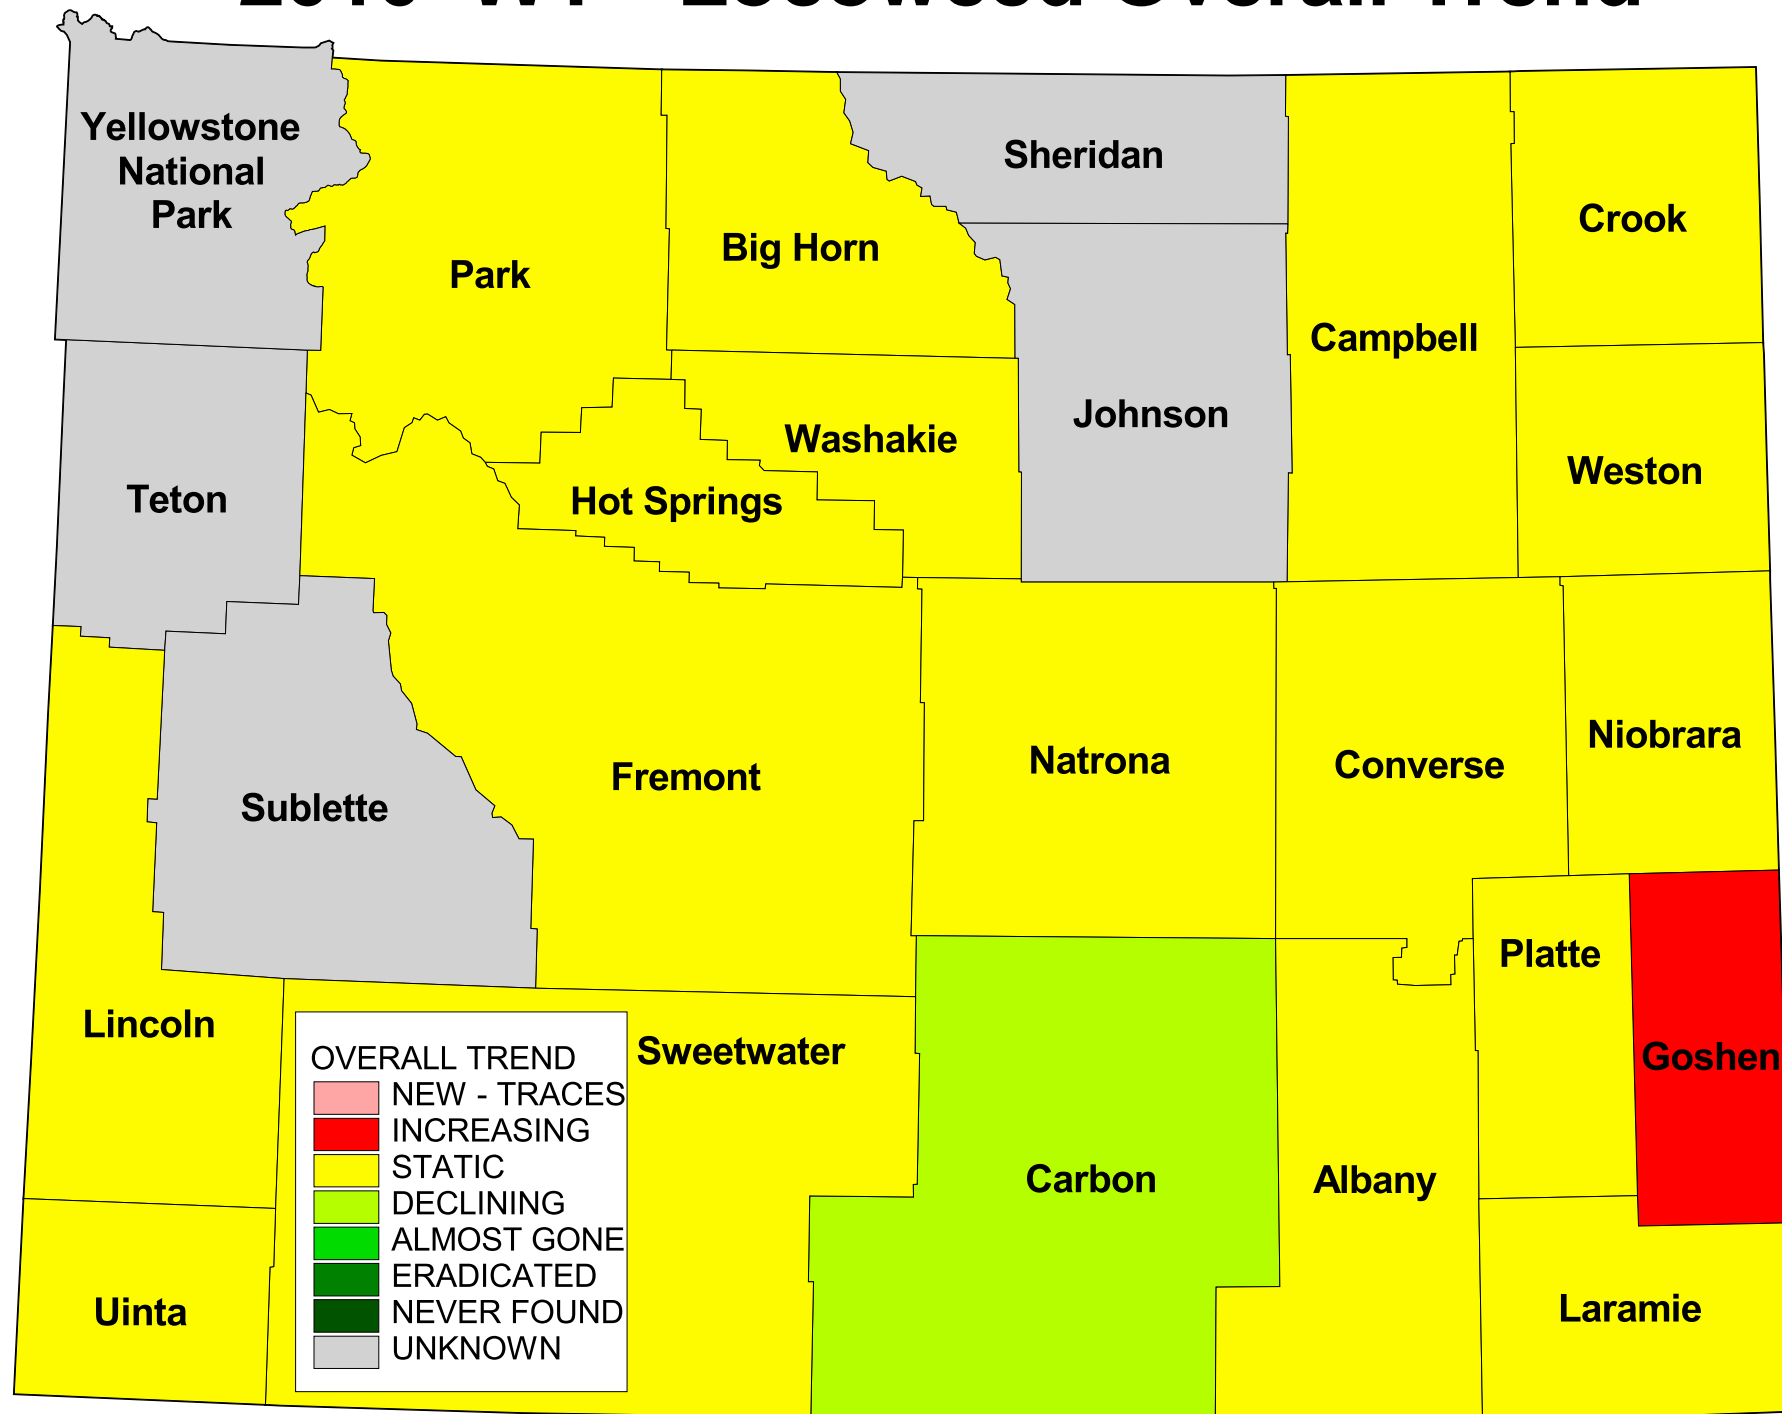 Overall Trend
Yellowstone
National
Park
Park
Big Horn
Sheridan
Crook
Campbell
Johnson
Washakie
Weston
Teton
Hot Springs
Niobrara
Natrona
Converse
Fremont
Sublette
Platte
Lincoln
Sweetwater
Goshen
Carbon
Albany
Uinta
Laramie
OVERALL TREND
NEW - TRACES
INCREASING
STATIC
DECLINING
ALMOST GONE
ERADICATED
NEVER FOUND
UNKNOWN